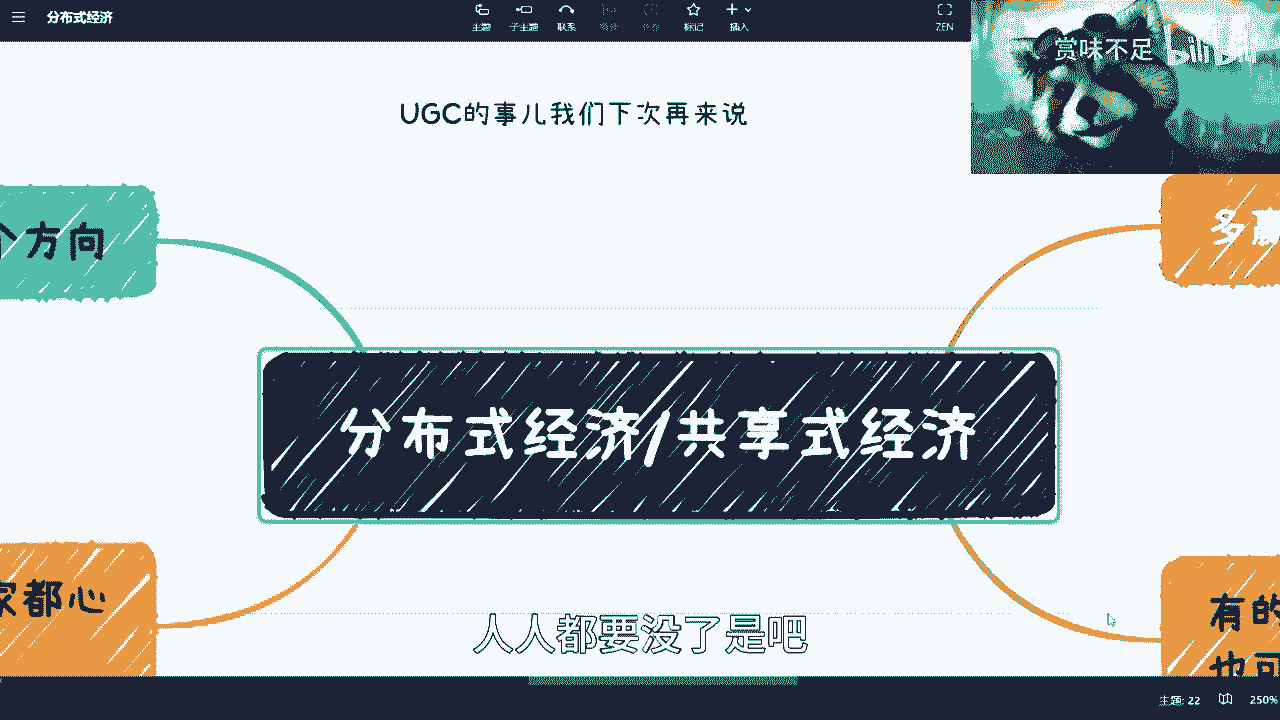 分布式经济
主题
子主题
联系
标记
插入
ZEN
赏味不足 bilibili
UGC的事儿我们下次再来说
个方向
多
分布式经济/共享式经济
家都心
有的
也可
人人都要没了是吧
主题: 22
250%